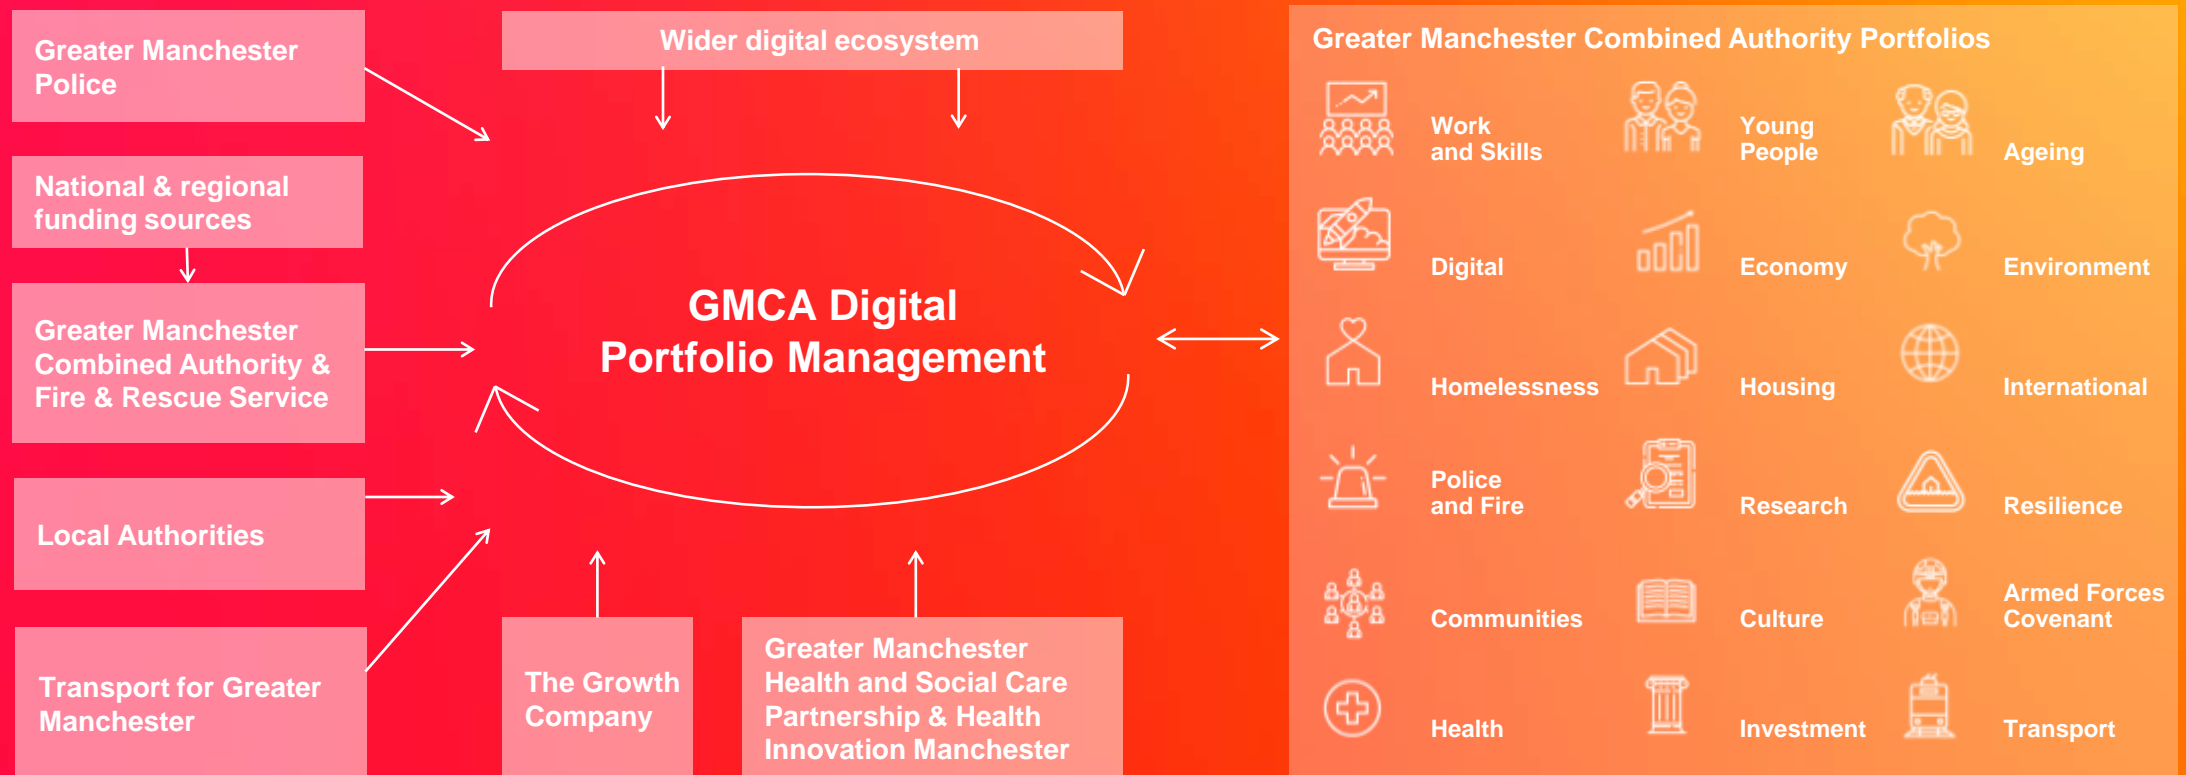 Greater Manchester
Police
National & regional
funding sources
Greater Manchester
Combined Authority &
Fire & Rescue Service
Local Authorities
Transport for Greater
Manchester
Wider digital ecosystem
GMCA Digital
Portfolio Management
The Growth
Company
Greater Manchester
Health and Social Care
Partnership & Health
Innovation Manchester
Greater Manchester Combined Authority Portfolios
Work
and Skills
Young
People
Ageing
Digital
Economy
Environment
Homelessness
Housing
International
Police
and Fire
Research
Resilience
Communities
Culture
Armed Forces
Covenant
Health
Investment
Transport